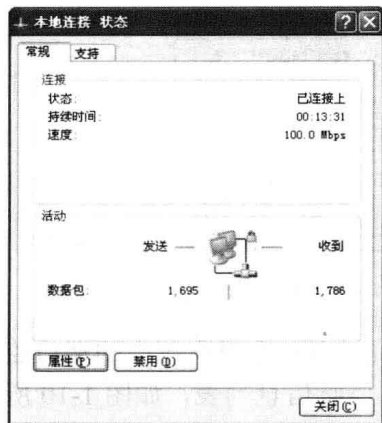 本地连接 状态
常规 支持
连接
状态: 已连接上
持续时间: 00:13:31
速度: 100.0 Mbps
活动
发送 — — 收到
数据包: 1,695 | 1,786
属性(P) 禁用(D)
关闭(C)